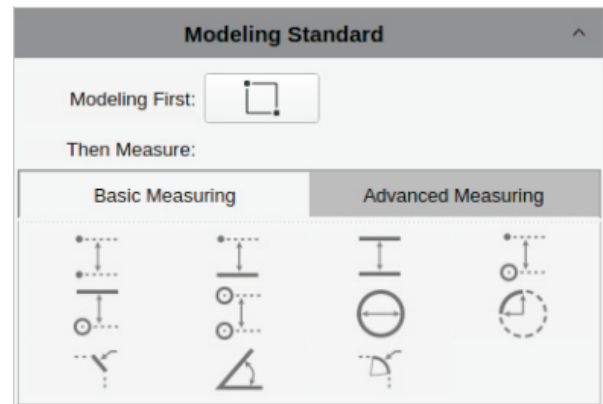 Modeling Standard
Modeling First:
Then Measure:
Basic Measuring
Advanced Measuring